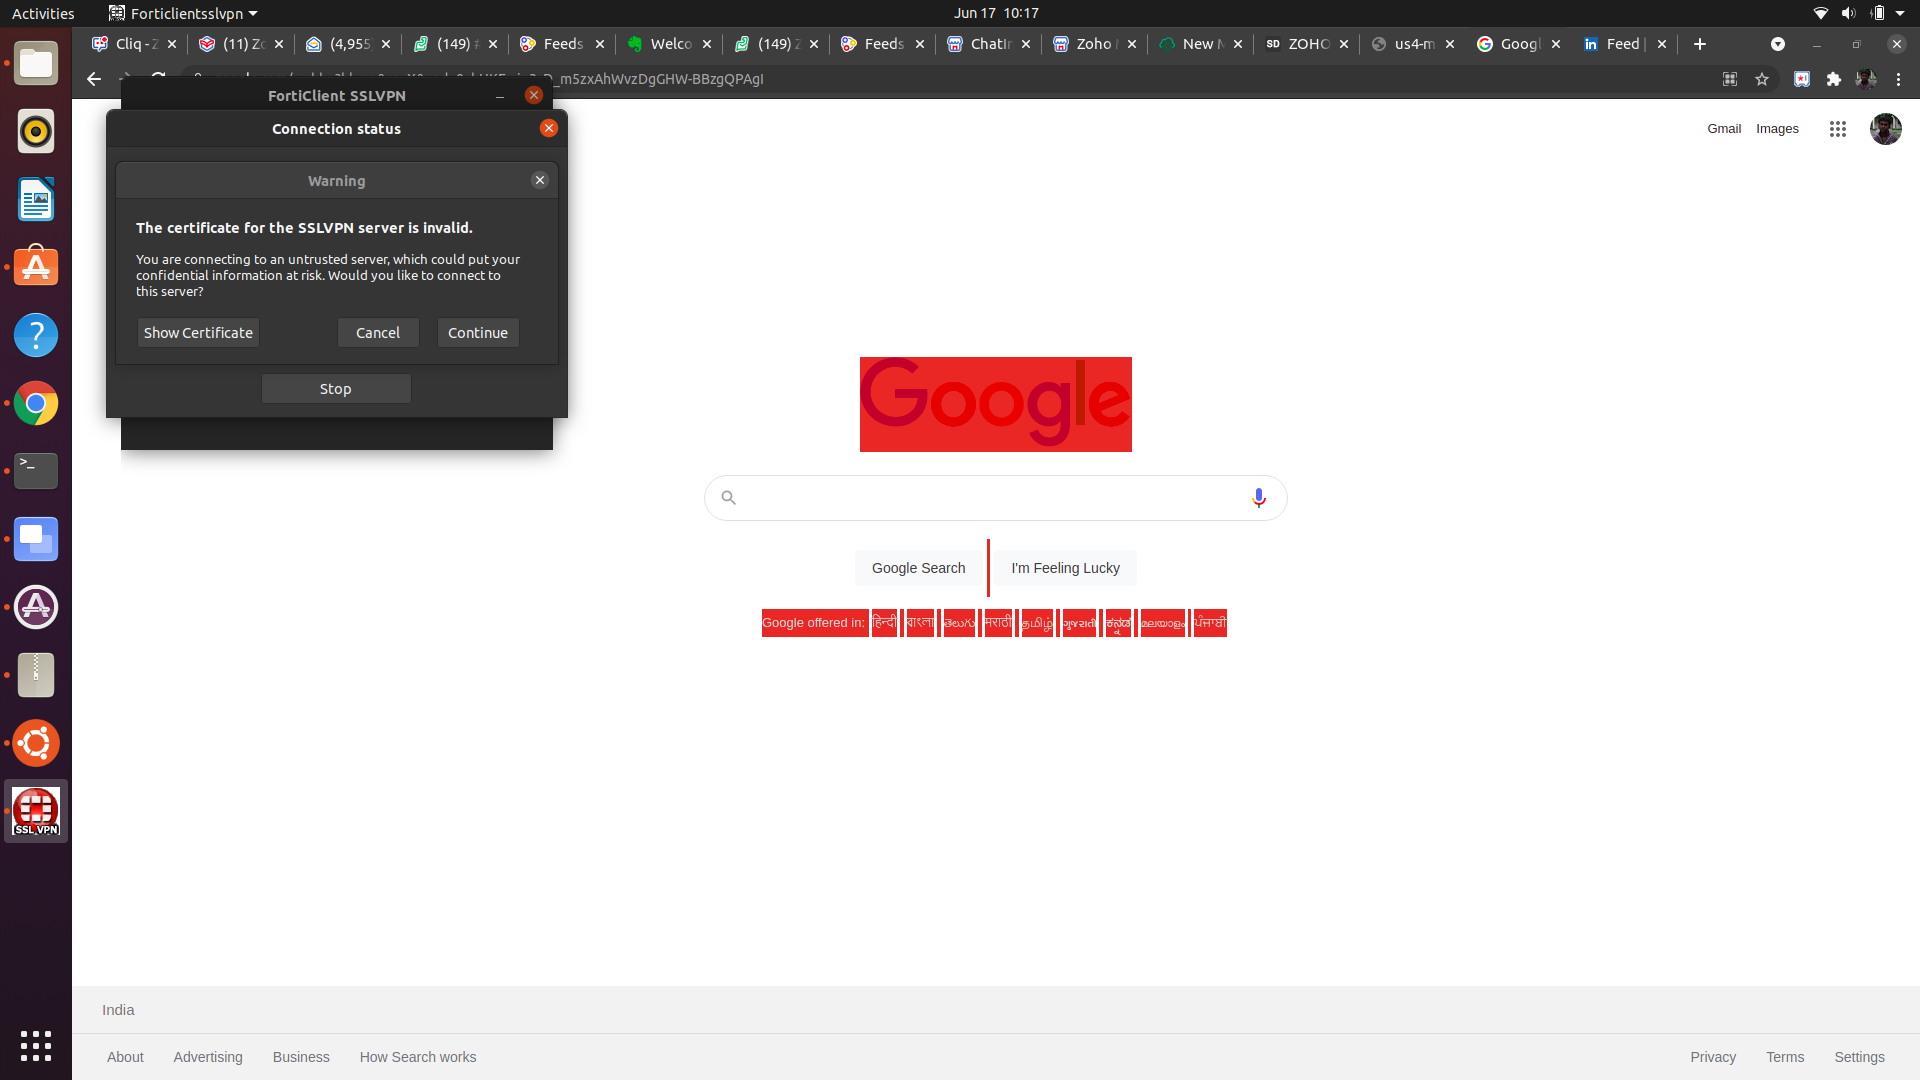 Activities
Forticlientsslvpn
Jun 17 10:17
Cliq - Z
(11) Zo
(4,955
(149) #
Feeds
Welco
(149) Z
Feeds
ChatIn
Zoho
New M
SD ZOHO
us4-m
Googl
Feed |
_m5zxAhWvzDgGHW-BBzgQPAgI
FortiClient SSLVPN
Connection status
Warning
The certificate for the SSLVPN server is invalid.
You are connecting to an untrusted server, which could put your
confidential information at risk. Would you like to connect to
this server?
Show Certificate
Cancel
Continue
Stop
Gmail
Images
Google
Google Search
I'm Feeling Lucky
Google offered in: हिन्दी বাংলা తెలుగు मराठी தமிழ் ગુજરાતી ಕನ್ನಡ മലയാളം ਪੰਜਾਬੀ
>_
SSL VPN
India
About
Advertising
Business
How Search works
Privacy
Terms
Settings